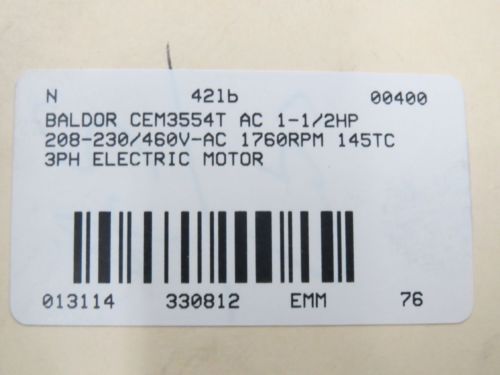 N 42lb 00400
BALDOR CEM3554T AC 1-1/2HP
208-230/460V-AC 1760RPM 145TC
3PH ELECTRIC MOTOR
013114 330812 EMM 76